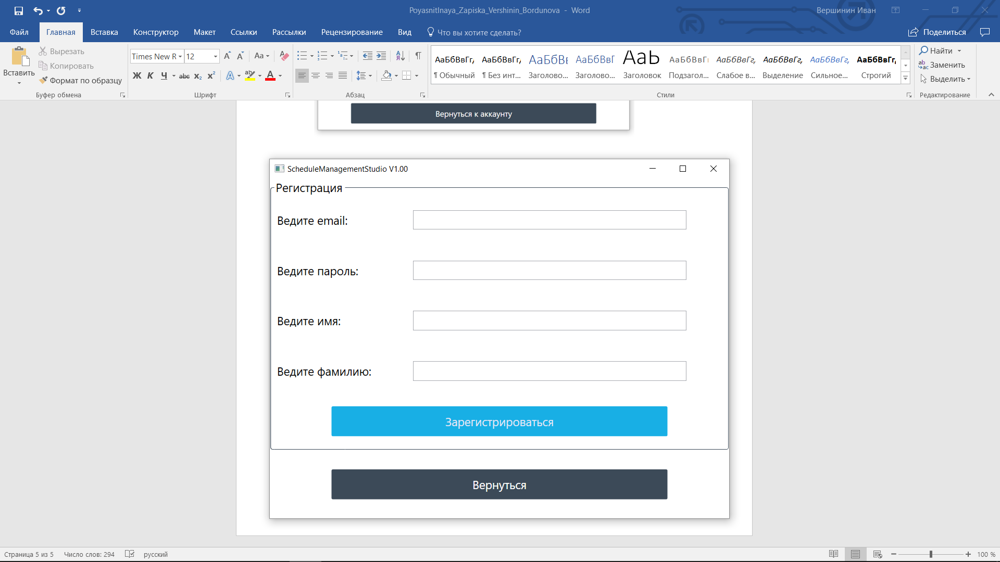 PoyasnitInaya_Zapiska_Vershinin_Bordunova - Word
Вершинин Иван
Файл Главная Вставка Конструктор Макет Ссылки Рассылки Рецензирование Вид Что вы хотите сделать? Поделиться
Вставить
Вырезать
Копировать
Формат по образцу
Буфер обмена
Times New R 12
Aa
Ж К Ч abc x₂ x²
Шрифт
Абзац
АаБбВвГг, АаБбВвГг, АаБбВв АаБбВвГ АаЬ АаБбВвГ АаБбВвГг, АаБбВвГг, АаБбВвГг, АаБбВвГг,
¶ Обычный ¶ Без инт... Заголово... Заголово... Заголовок Подзагол... Слабое в... Выделение Сильное... Строгий
Стили
Найти
Заменить
Выделить
Редактирование
Вернуться к аккаунту
ScheduleManagementStudio V1.00
Регистрация
Ведите email:
Ведите пароль:
Ведите имя:
Ведите фамилию:
Зарегистрироваться
Вернуться
Страница 5 из 5 Число слов: 294 русский 100 %